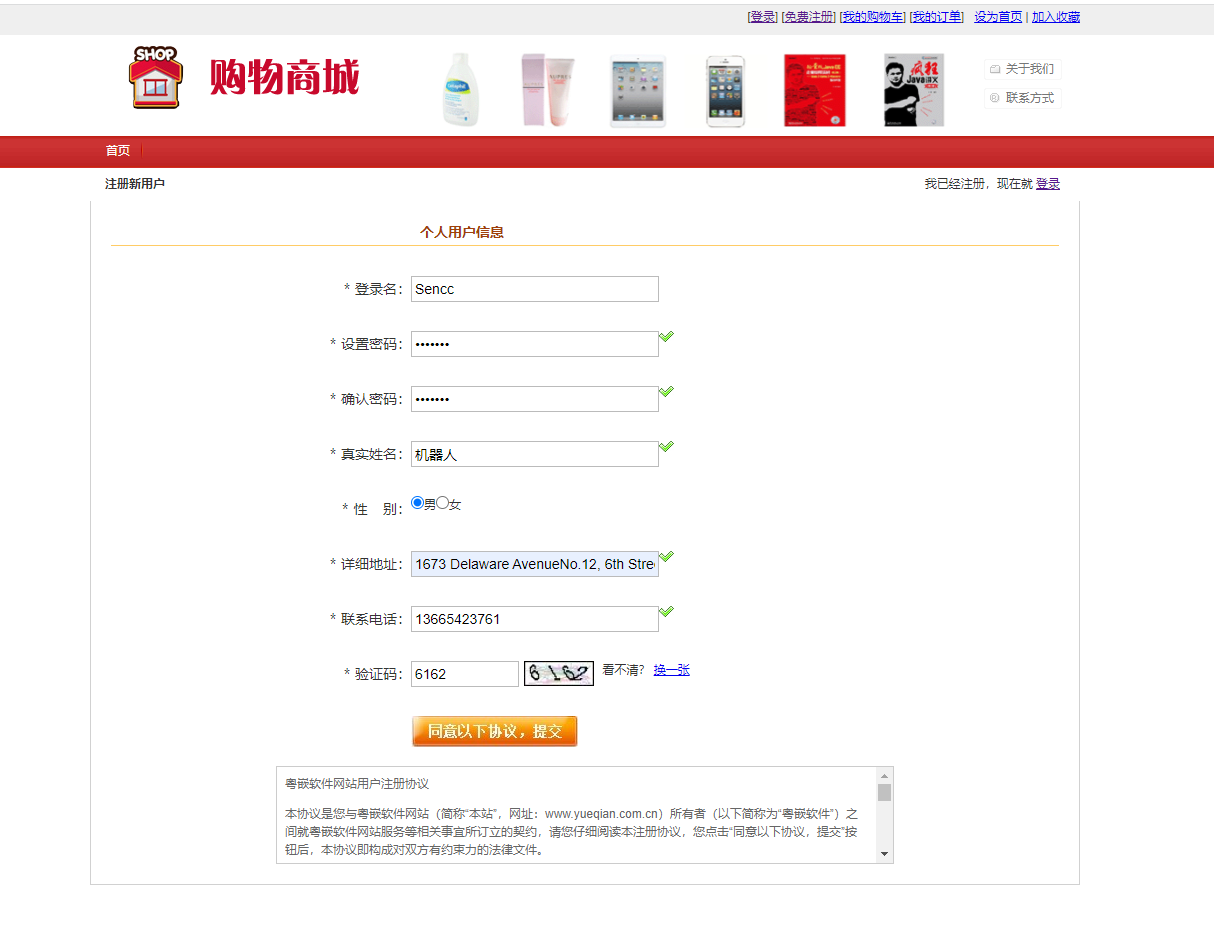 [登录] [免费注册] [我的购物车] [我的订单] 设为首页 | 加入收藏
SHOP
购物商城
Cetaphil
疯狂
Java讲义
关于我们
联系方式
首页
注册新用户
我已经注册，现在就 登录
个人用户信息
* 登录名： Sencc
* 设置密码： •••••••
* 确认密码： •••••••
* 真实姓名： 机器人
* 性 别： 男 女
* 详细地址： 1673 Delaware AvenueNo.12, 6th Stree
* 联系电话： 13665423761
* 验证码： 6162 6162 看不清? 换一张
同意以下协议，提交
粤嵌软件网站用户注册协议
本协议是您与粤嵌软件网站（简称“本站”，网址：www.yueqian.com.cn）所有者（以下简称为“粤嵌软件”）之
间就粤嵌软件网站服务等相关事宜所订立的契约，请您仔细阅读本注册协议，您点击“同意以下协议，提交”按
钮后，本协议即构成对双方有约束力的法律文件。